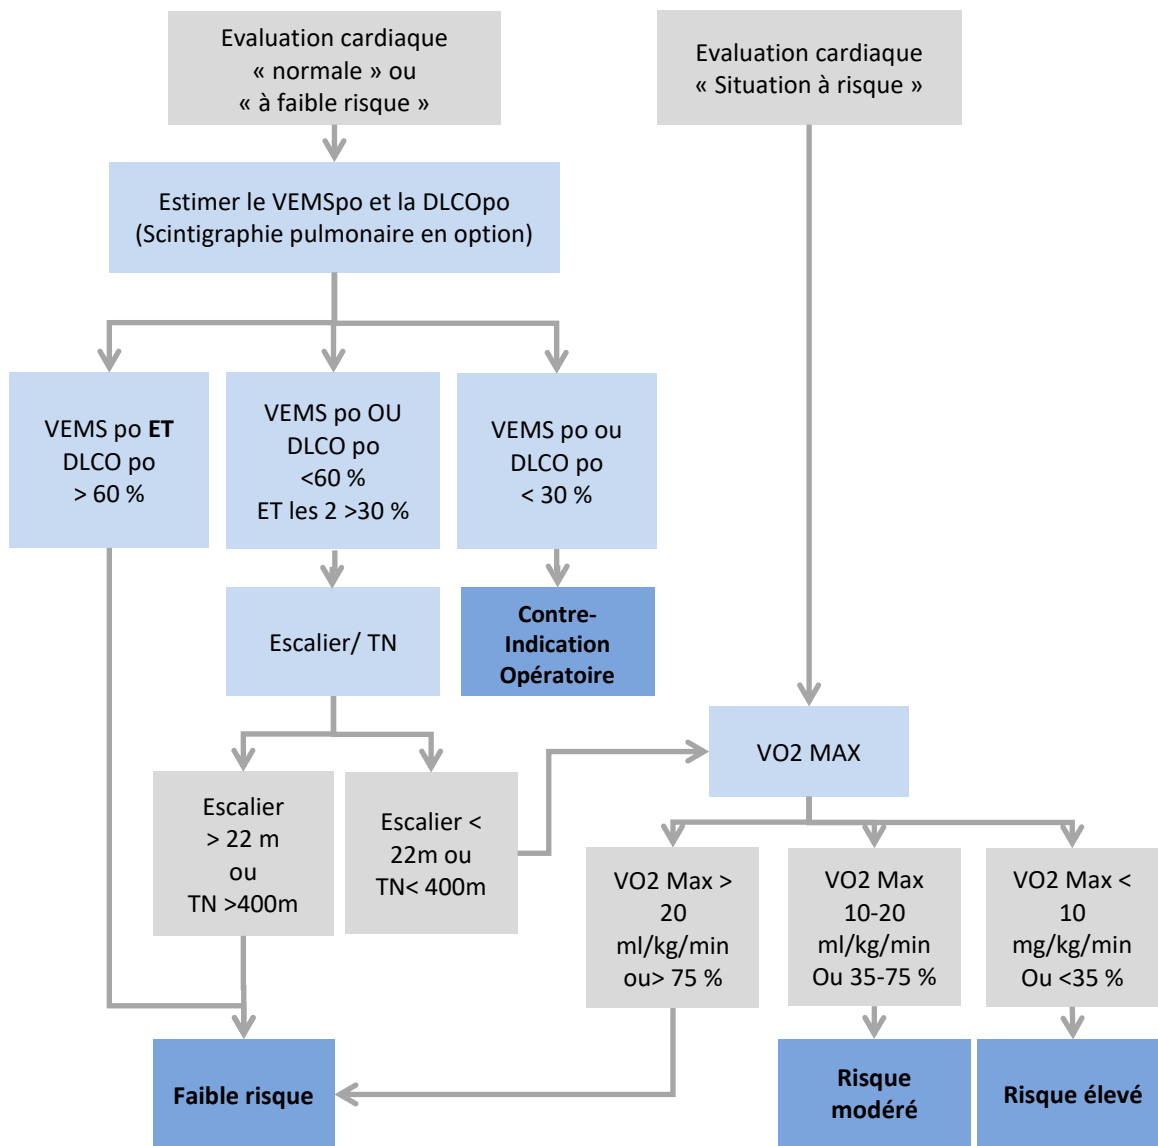 Evaluation cardiaque
« normale » ou
« à faible risque »
Evaluation cardiaque
« Situation à risque »
Estimer le VEMSpo et la DLCOpo
(Scintigraphie pulmonaire en option)
VEMS po ET
DLCO po
> 60 %
VEMS po OU
DLCO po
<60 %
ET les 2 >30 %
VEMS po ou
DLCO po
< 30 %
Escalier/ TN
Contre-
Indication
Opératoire
VO2 MAX
Escalier
> 22 m
ou
TN >400m
Escalier <
22m ou
TN< 400m
VO2 Max >
20
ml/kg/min
ou> 75 %
VO2 Max
10-20
ml/kg/min
Ou 35-75 %
VO2 Max <
10
mg/kg/min
Ou <35 %
Faible risque
Risque
modéré
Risque élevé